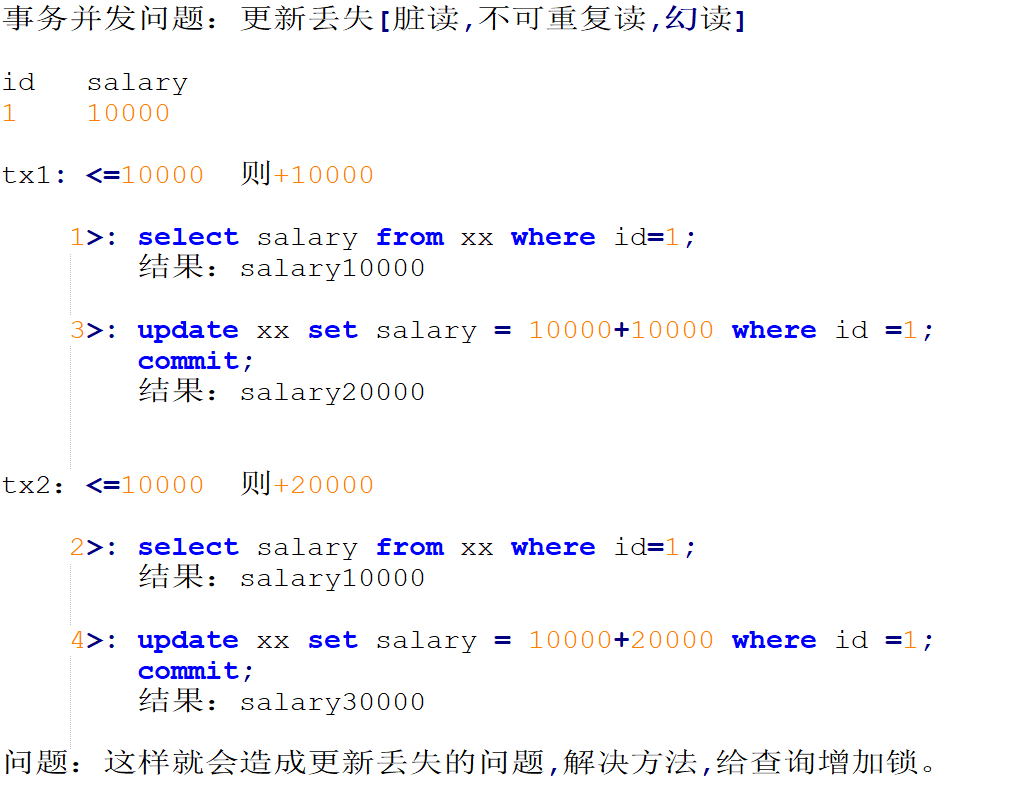 事务并发问题：更新丢失[脏读,不可重复读,幻读]
id salary
1 10000
tx1: <=10000 则+10000
1>: select salary from xx where id=1;
结果：salary10000
3>: update xx set salary = 10000+10000 where id =1;
commit;
结果：salary20000
tx2: <=10000 则+20000
2>: select salary from xx where id=1;
结果：salary10000
4>: update xx set salary = 10000+20000 where id =1;
commit;
结果：salary30000
问题：这样就会造成更新丢失的问题,解决方法,给查询增加锁。